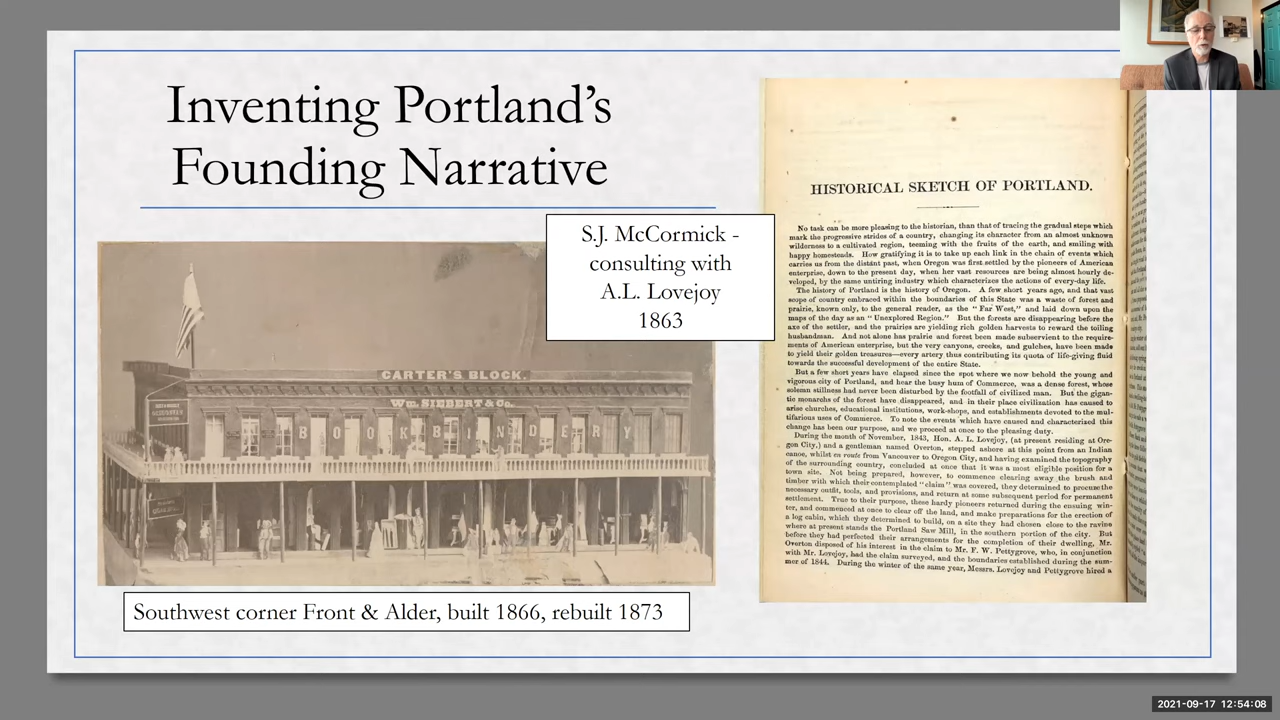 Inventing Portland's
Founding Narrative
S.J. McCormick -
consulting with
A.L. Lovejoy
1863
CARTER'S BLOCK.
Wm. SIEBERT & Co.
BOOKBINDERY
Southwest corner Front & Alder, built 1866, rebuilt 1873
HISTORICAL SKETCH OF PORTLAND.
No task can be more pleasing to the historian, than that of tracing the gradual steps which
mark the progressive strides of a country, changing its character from an almost unknown
wilderness to a cultivated region, teeming with the fruits of the earth, and smiling with
happy homesteads. How gratifying it is to take up each link in the chain of events which
carries us from the distant past, when Oregon was first settled by the pioneers of American
enterprise, down to the present day, when her vast resources are being almost hourly de-
veloped, by the same untiring industry which characterizes the actions of every-day life.
The history of Portland is the history of Oregon. A few short years ago, and that vast
scope of country embraced within the boundaries of this State was a waste of forest and
prairie, known only, to the general reader, as the "Far West," and laid down upon the
maps of the day as an "Unexplored Region." But the forests are disappearing before the
axe of the settler, and the prairies are yielding rich golden harvests to reward the toiling
husbandman. And not alone has prairie and forest been made subservient to the require-
ments of American enterprise, but the very canyons, creeks, and gulches, have been made
to yield their golden treasures—every artery thus contributing its quota of life-giving fluid
towards the successful development of the entire State.
But a few short years have elapsed since the spot where we now behold the young and
vigorous city of Portland, and hear the busy hum of Commerce, was a dense forest, whose
solemn stillness had never been disturbed by the footfall of civilized man. But the gigan-
tic monarchs of the forest have disappeared, and in their place civilization has caused to
arise churches, educational institutions, work-shops, and establishments devoted to the mul-
tifarious uses of Commerce. To note the events which have caused and characterized this
change has been our purpose, and we proceed at once to the pleasing duty.
During the month of November, 1843, Hon. A. L. Lovejoy, (at present residing at Ore-
gon City,) and a gentleman named Overton, stepped ashore at this point from an Indian
canoe, whilst en route from Vancouver to Oregon City, and having examined the topography
of the surrounding country, concluded at once that it was a most eligible position for a
town site. Not being prepared, however, to commence clearing away the brush and
timber with which their contemplated "claim" was covered, they determined to procure the
necessary outfit, tools, and provisions, and return at some subsequent period for permanent
settlement. True to their purpose, these hardy pioneers returned during the ensuing win-
ter, and commenced at once to clear off the land, and make preparations for the erection of
a log cabin, which they determined to build, on a site they had chosen close to the ravine
where at present stands the Portland Saw Mill, in the southern portion of the city. But
before they had perfected their arrangements for the completion of their dwelling, Mr.
Overton disposed of his interest in the claim to Mr. F. W. Pettygrove, who, in conjunction
with Mr. Lovejoy, had the claim surveyed, and the boundaries established during the sum-
mer of 1844. During the winter of the same year, Messrs. Lovejoy and Pettygrove hired a
2021-09-17 12:54:08